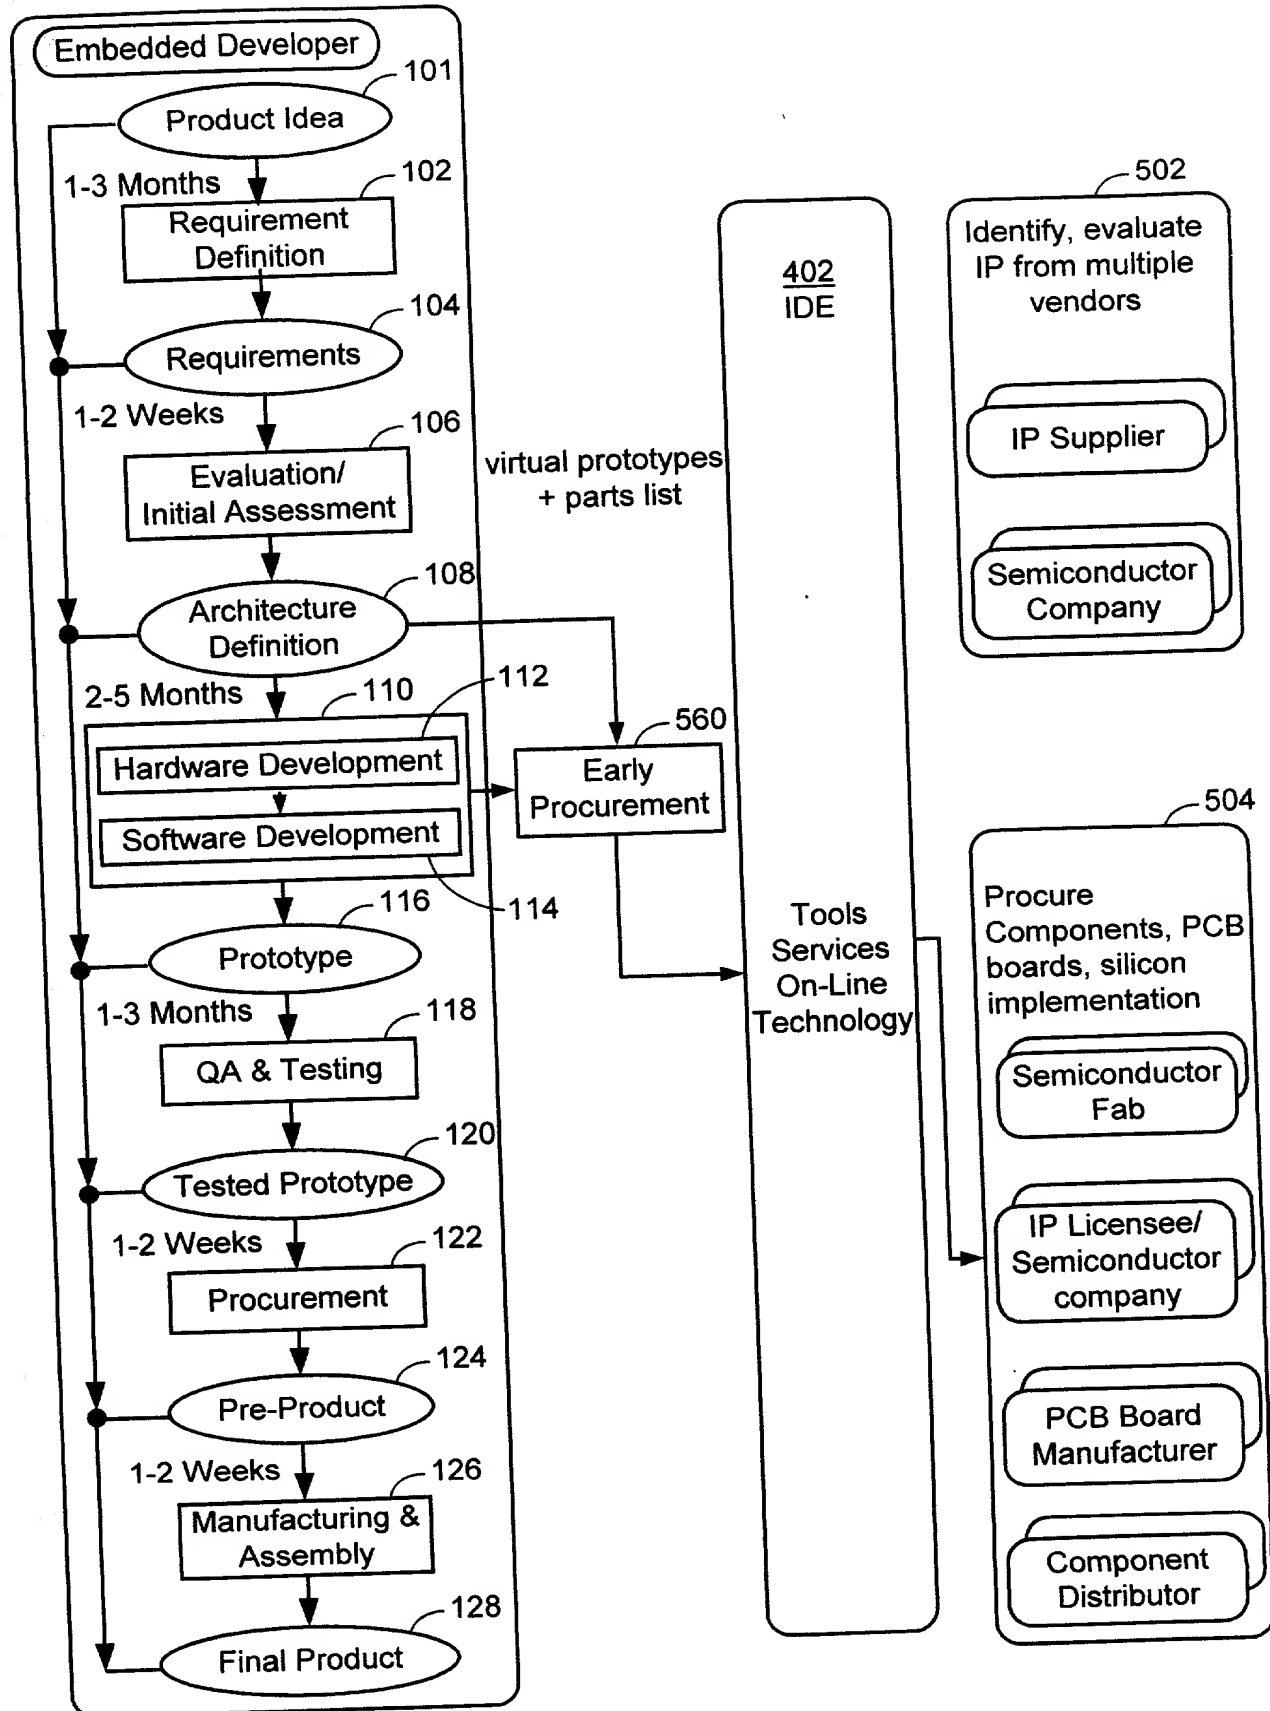 Embedded Developer
101
Product Idea
1-3 Months
102
Requirement
Definition
104
Requirements
1-2 Weeks
106
Evaluation/
Initial Assessment
108
Architecture
Definition
2-5 Months
110
112
Hardware Development
Software Development
114
116
Prototype
1-3 Months
118
QA & Testing
120
Tested Prototype
1-2 Weeks
122
Procurement
124
Pre-Product
1-2 Weeks
126
Manufacturing &
Assembly
128
Final Product
virtual prototypes
+ parts list
560
Early
Procurement
402
IDE
Tools
Services
On-Line
Technology
502
Identify, evaluate
IP from multiple
vendors
IP Supplier
Semiconductor
Company
504
Procure
Components, PCB
boards, silicon
implementation
Semiconductor
Fab
IP Licensee/
Semiconductor
company
PCB Board
Manufacturer
Component
Distributor